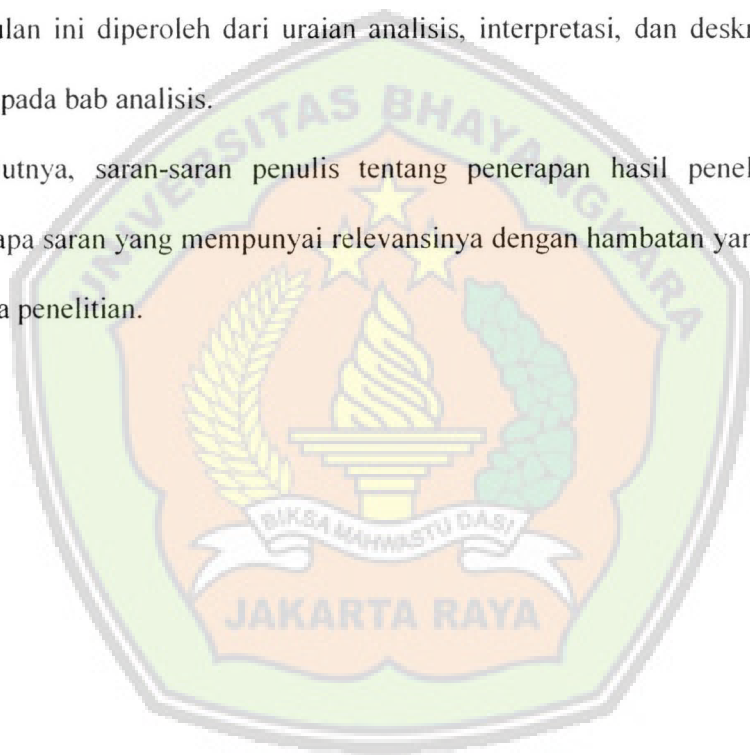 ulan ini diperoleh dari uraian analisis, interpretasi, dan deskr
pada bab analisis.
utnya, saran-saran penulis tentang penerapan hasil penel
apa saran yang mempunyai relevansinya dengan hambatan yan
a penelitian.
UNIVERSITAS BHAYANGKARA
BIKSA MAHWASTU DASI
JAKARTA RAYA